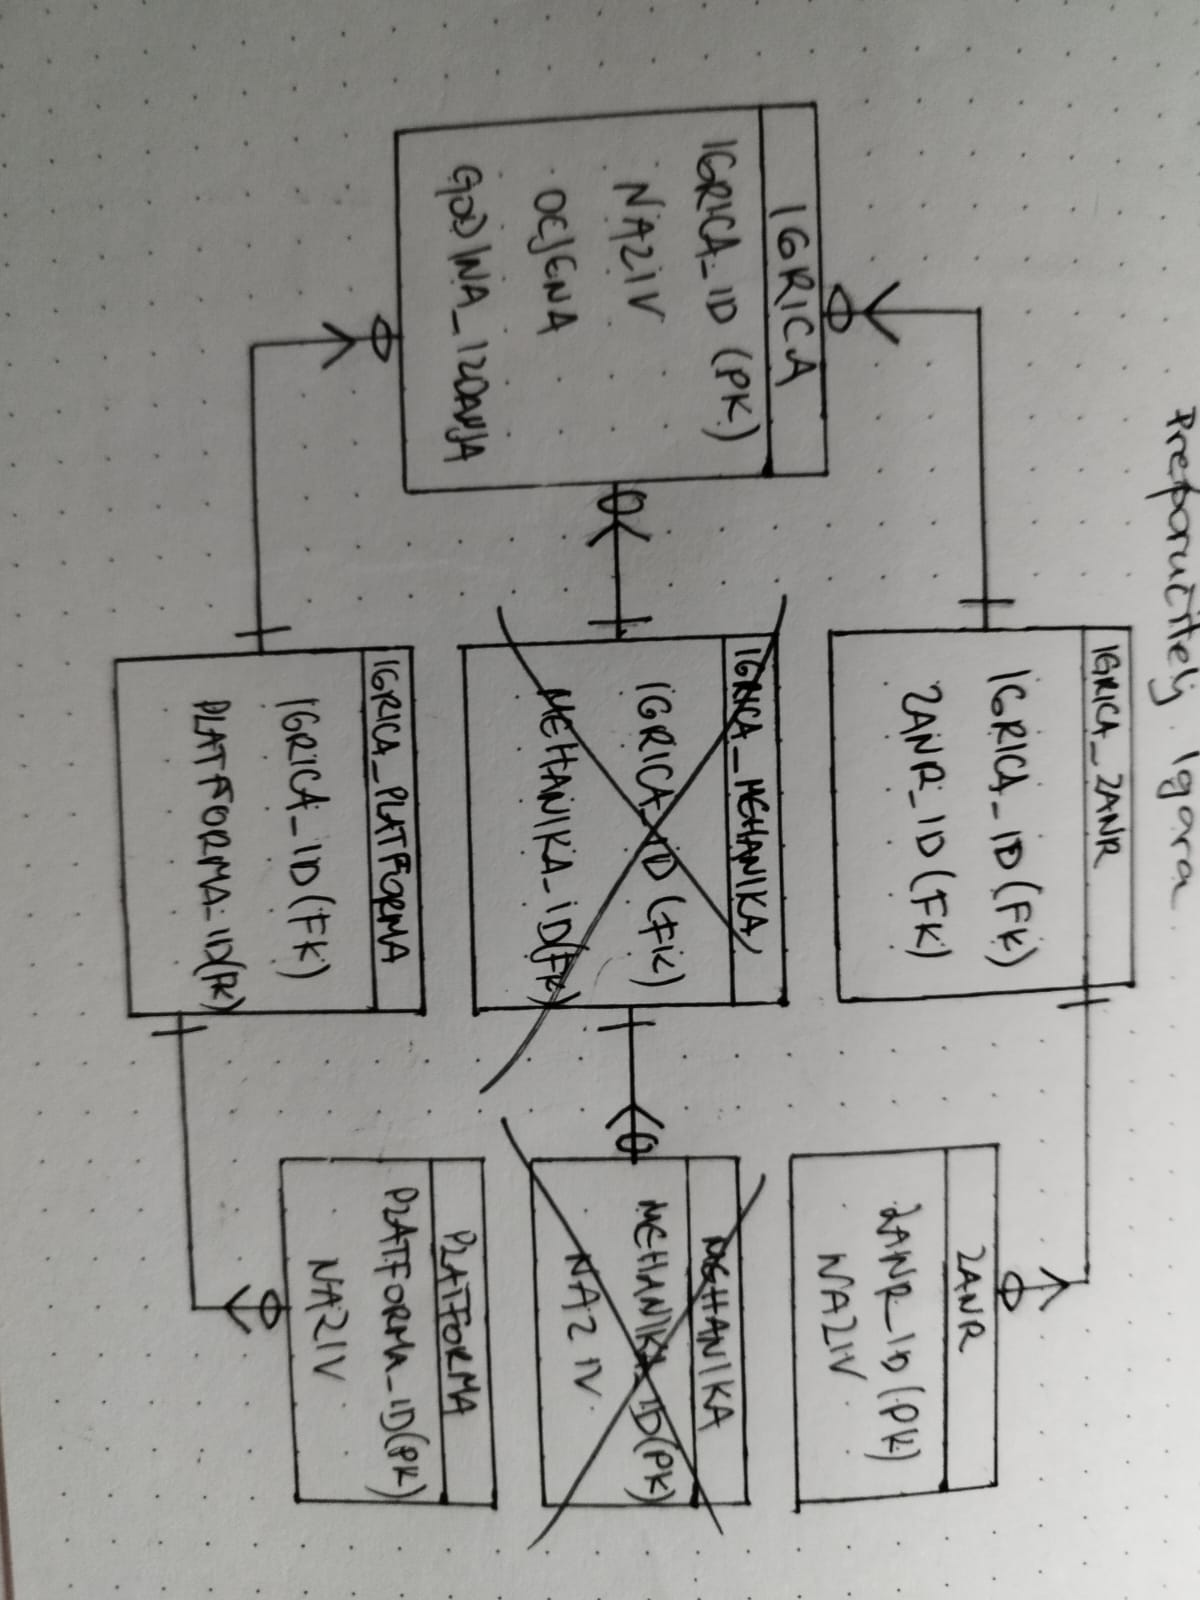 Preporučitelj Igara
IGRICA_ZANR
IGRICA_ID (FK)
ZANR_ID (FK)
ZANR
ZANR_ID (PK)
NAZIV
IGRICA
IGRICA_ID (PK)
NAZIV
OCJENA
GODINA_IZDANJA
IGRICA_MEHANIKA
IGRICA_ID (FK)
MEHANIKA_ID(FK)
MEHANIKA
MEHANIKA_ID(PK)
NAZIV
IGRICA_PLATFORMA
IGRICA_ID (FK)
PLATFORMA_ID(FK)
PLATFORMA
PLATFORMA_ID(PK)
NAZIV